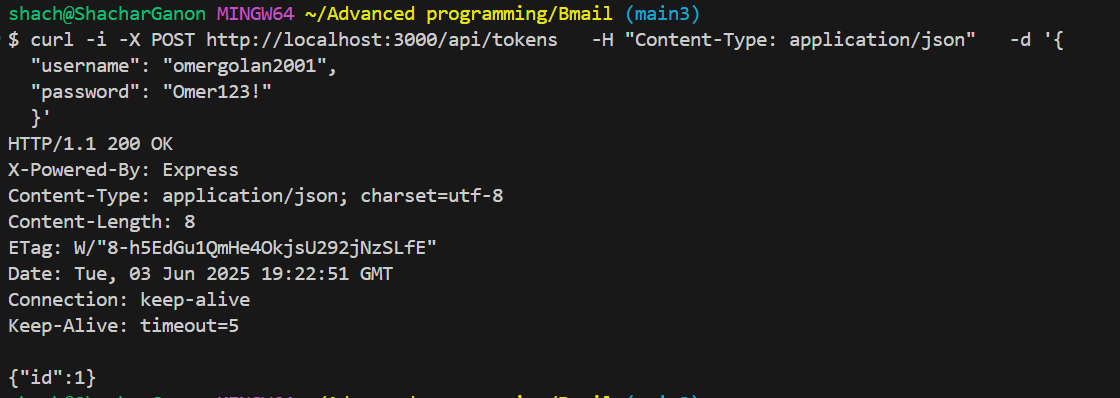 shach@ShacharGanon MINGW64 ~/Advanced programming/Bmail (main3)
$ curl -i -X POST http://localhost:3000/api/tokens   -H "Content-Type: application/json"   -d '{
  "username": "omergolan2001",
  "password": "Omer123!"
  }'
HTTP/1.1 200 OK
X-Powered-By: Express
Content-Type: application/json; charset=utf-8
Content-Length: 8
ETag: W/"8-h5EdGu1QmHe4OkjsU292jNzSLfE"
Date: Tue, 03 Jun 2025 19:22:51 GMT
Connection: keep-alive
Keep-Alive: timeout=5

{"id":1}